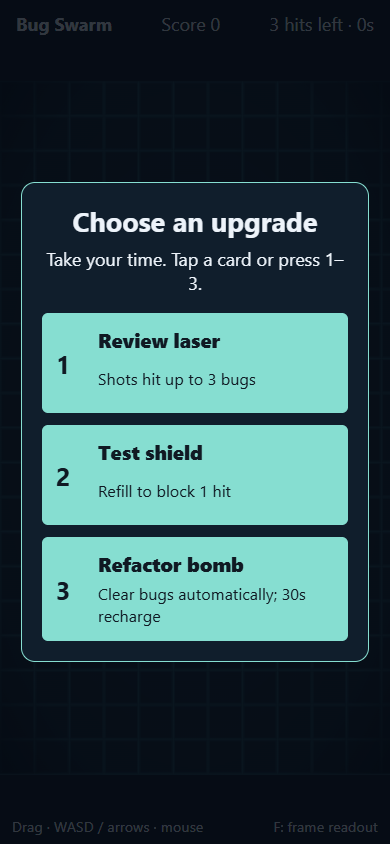 Bug Swarm Score 0 3 hits left · 0s
Choose an upgrade
Take your time. Tap a card or press 1–
3.
1
Review laser
Shots hit up to 3 bugs
2
Test shield
Refill to block 1 hit
3
Refactor bomb
Clear bugs automatically; 30s
recharge
Drag · WASD / arrows · mouse F: frame readout